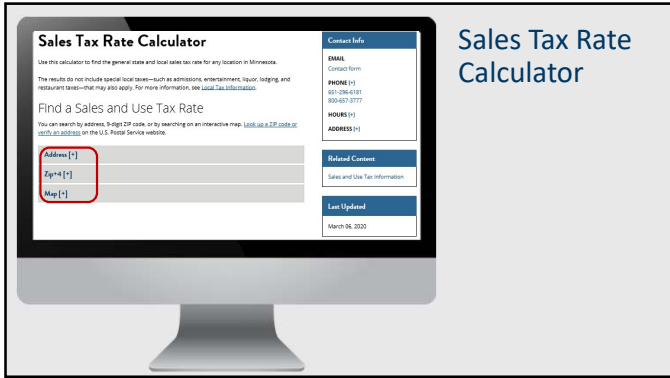 Sales Tax Rate Calculator
Use this calculator to find the general state and local sales tax rate for any location in Minnesota.
The results do not include special local taxes—such as admissions, entertainment, liquor, lodging, and
restaurant taxes—that may also apply. For more information, see Local Tax Information.
Find a Sales and Use Tax Rate
You can search by address, 9-digit ZIP code, or by searching on an interactive map. Look up a ZIP code or
verify an address on the U.S. Postal Service website.
Address [+]
Zip+4 [+]
Map [+]
Contact Info
EMAIL
Contact form
PHONE [+]
651-296-6181
800-657-3777
HOURS [+]
ADDRESS [+]
Related Content
Sales and Use Tax Information
Last Updated
March 06, 2020
Sales Tax Rate
Calculator